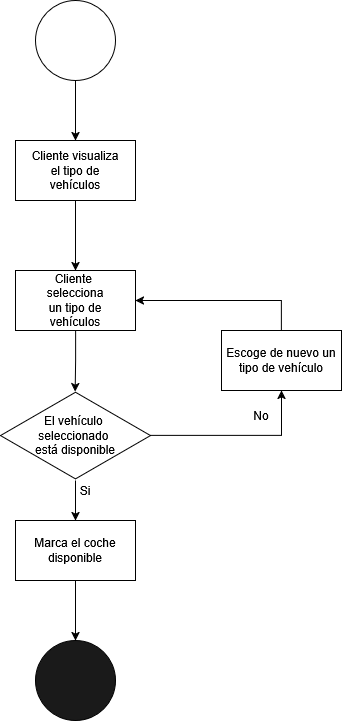 Cliente visualiza
el tipo de
vehículos
Cliente
selecciona
un tipo de
vehículos
Escoge de nuevo un
tipo de vehículo
El vehículo
seleccionado
está disponible
No
Si
Marca el coche
disponible